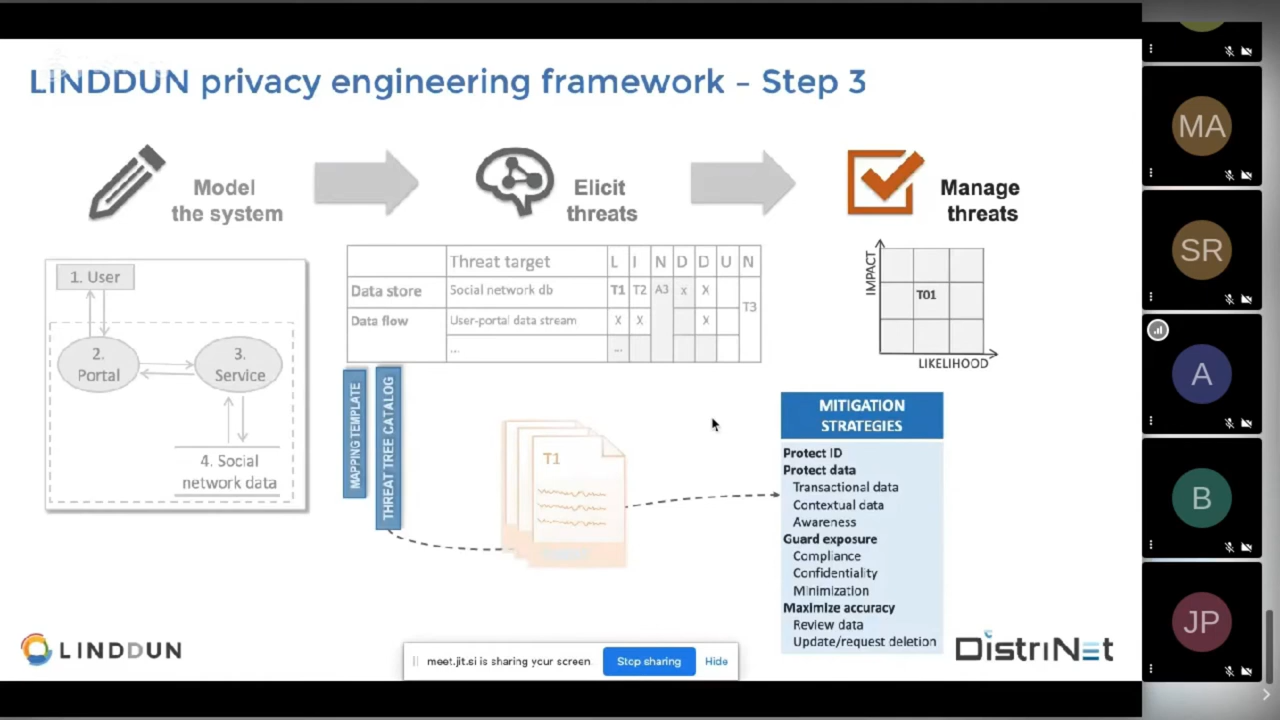 LINDDUN privacy engineering framework – Step 3
Model
the system
Elicit
threats
Manage
threats
1. User
2.
Portal
3.
Service
4. Social
network data
Threat target L I N D D U N
Data store Social network db T1 T2 A3 x X T3
Data flow User-portal data stream X X X
... ...
MAPPING TEMPLATE
THREAT TREE CATALOG
T1
IMPACT
T01
LIKELIHOOD
MITIGATION
STRATEGIES
Protect ID
Protect data
Transactional data
Contextual data
Awareness
Guard exposure
Compliance
Confidentiality
Minimization
Maximize accuracy
Review data
Update/request deletion
LINDDUN
DistriNet
meet.jit.si is sharing your screen
Stop sharing
Hide
MA
SR
A
B
JP